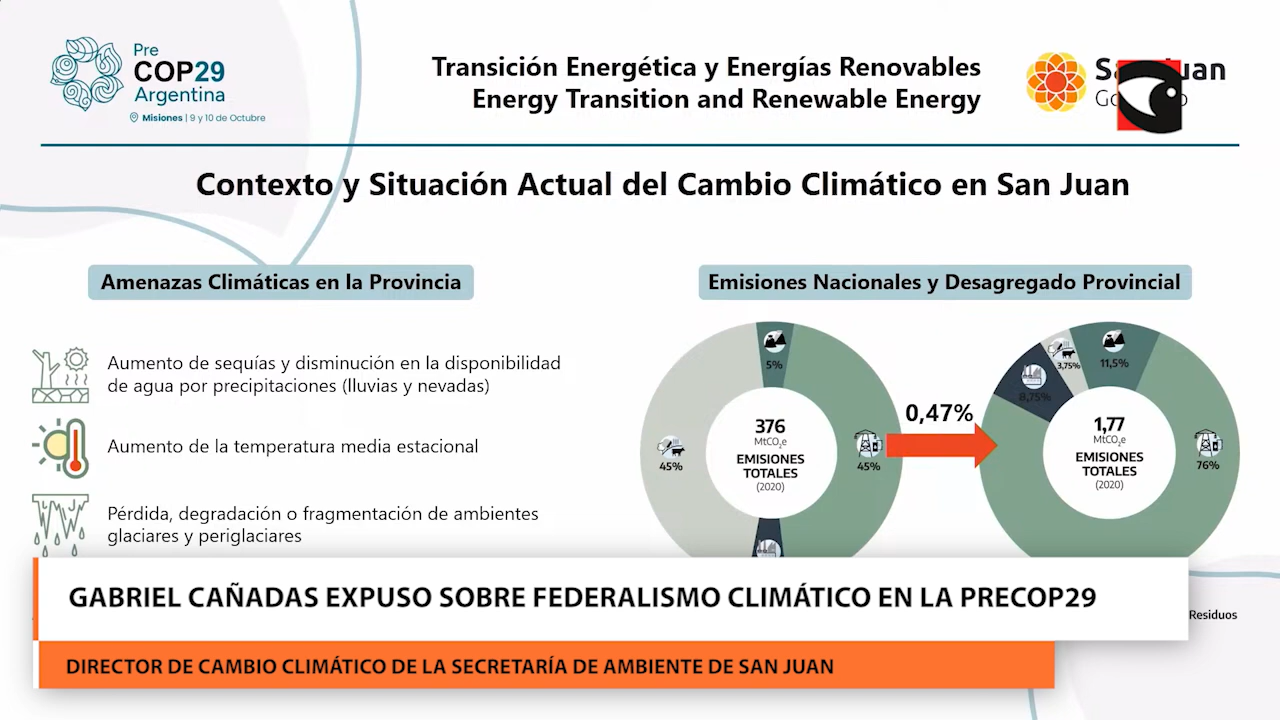 Pre
COP29
Argentina
Misiones | 9 y 10 de Octubre
Transición Energética y Energías Renovables
Energy Transition and Renewable Energy
Contexto y Situación Actual del Cambio Climático en San Juan
Amenazas Climáticas en la Provincia
Aumento de sequías y disminución en la disponibilidad
de agua por precipitaciones (lluvias y nevadas)
Aumento de la temperatura media estacional
Pérdida, degradación o fragmentación de ambientes
glaciares y periglaciares
Emisiones Nacionales y Desagregado Provincial
5%
45%
45%
376
MtCO2e
EMISIONES
TOTALES
(2020)
0,47%
8,75%
3,75%
11,5%
76%
1,77
MtCO2e
EMISIONES
TOTALES
(2020)
Residuos
GABRIEL CAÑADAS EXPUSO SOBRE FEDERALISMO CLIMÁTICO EN LA PRECOP29
DIRECTOR DE CAMBIO CLIMÁTICO DE LA SECRETARÍA DE AMBIENTE DE SAN JUAN